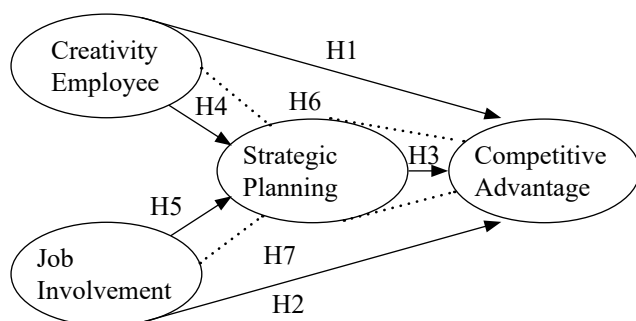 Creativity
Employee
H1
H4
H6
Strategic
Planning
H3
Competitive
Advantage
H5
Job
Involvement
H7
H2